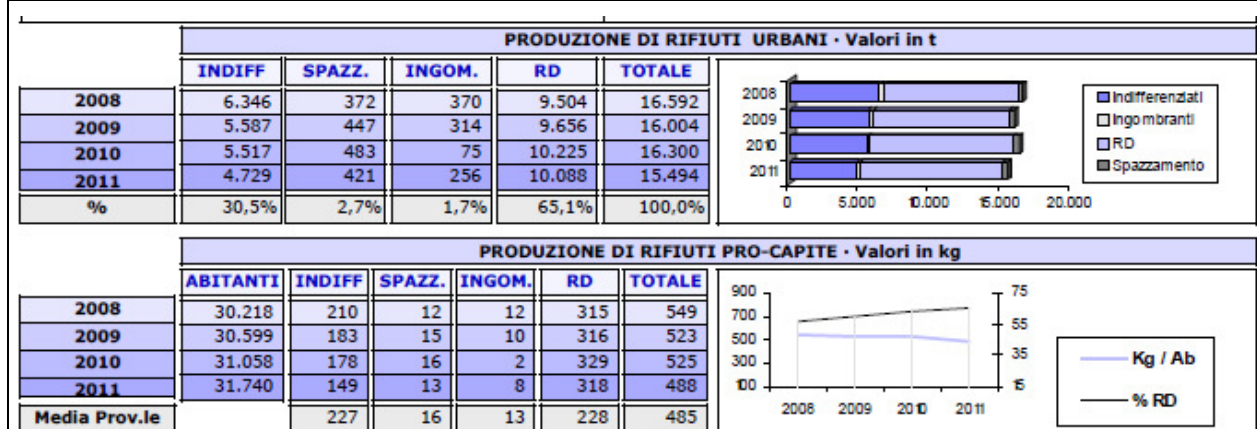 PRODUZIONE DI RIFIUTI URBANI · Valori in t
INDIFF SPAZZ. INGOM. RD TOTALE
2008 6.346 372 370 9.504 16.592
2009 5.587 447 314 9.656 16.004
2010 5.517 483 75 10.225 16.300
2011 4.729 421 256 10.088 15.494
% 30,5% 2,7% 1,7% 65,1% 100,0%
2008
2009
2010
2011
0 5.000 10.000 15.000 20.000
Indifferenziati
Ingombranti
RD
Spazzamento
PRODUZIONE DI RIFIUTI PRO-CAPITE · Valori in kg
ABITANTI INDIFF SPAZZ. INGOM. RD TOTALE
2008 30.218 210 12 12 315 549
2009 30.599 183 15 10 316 523
2010 31.058 178 16 2 329 525
2011 31.740 149 13 8 318 488
Media Prov.le 227 16 13 228 485
900 75
700 55
500
300 35
100 15
2008 2009 2010 2011
Kg / Ab
% RD